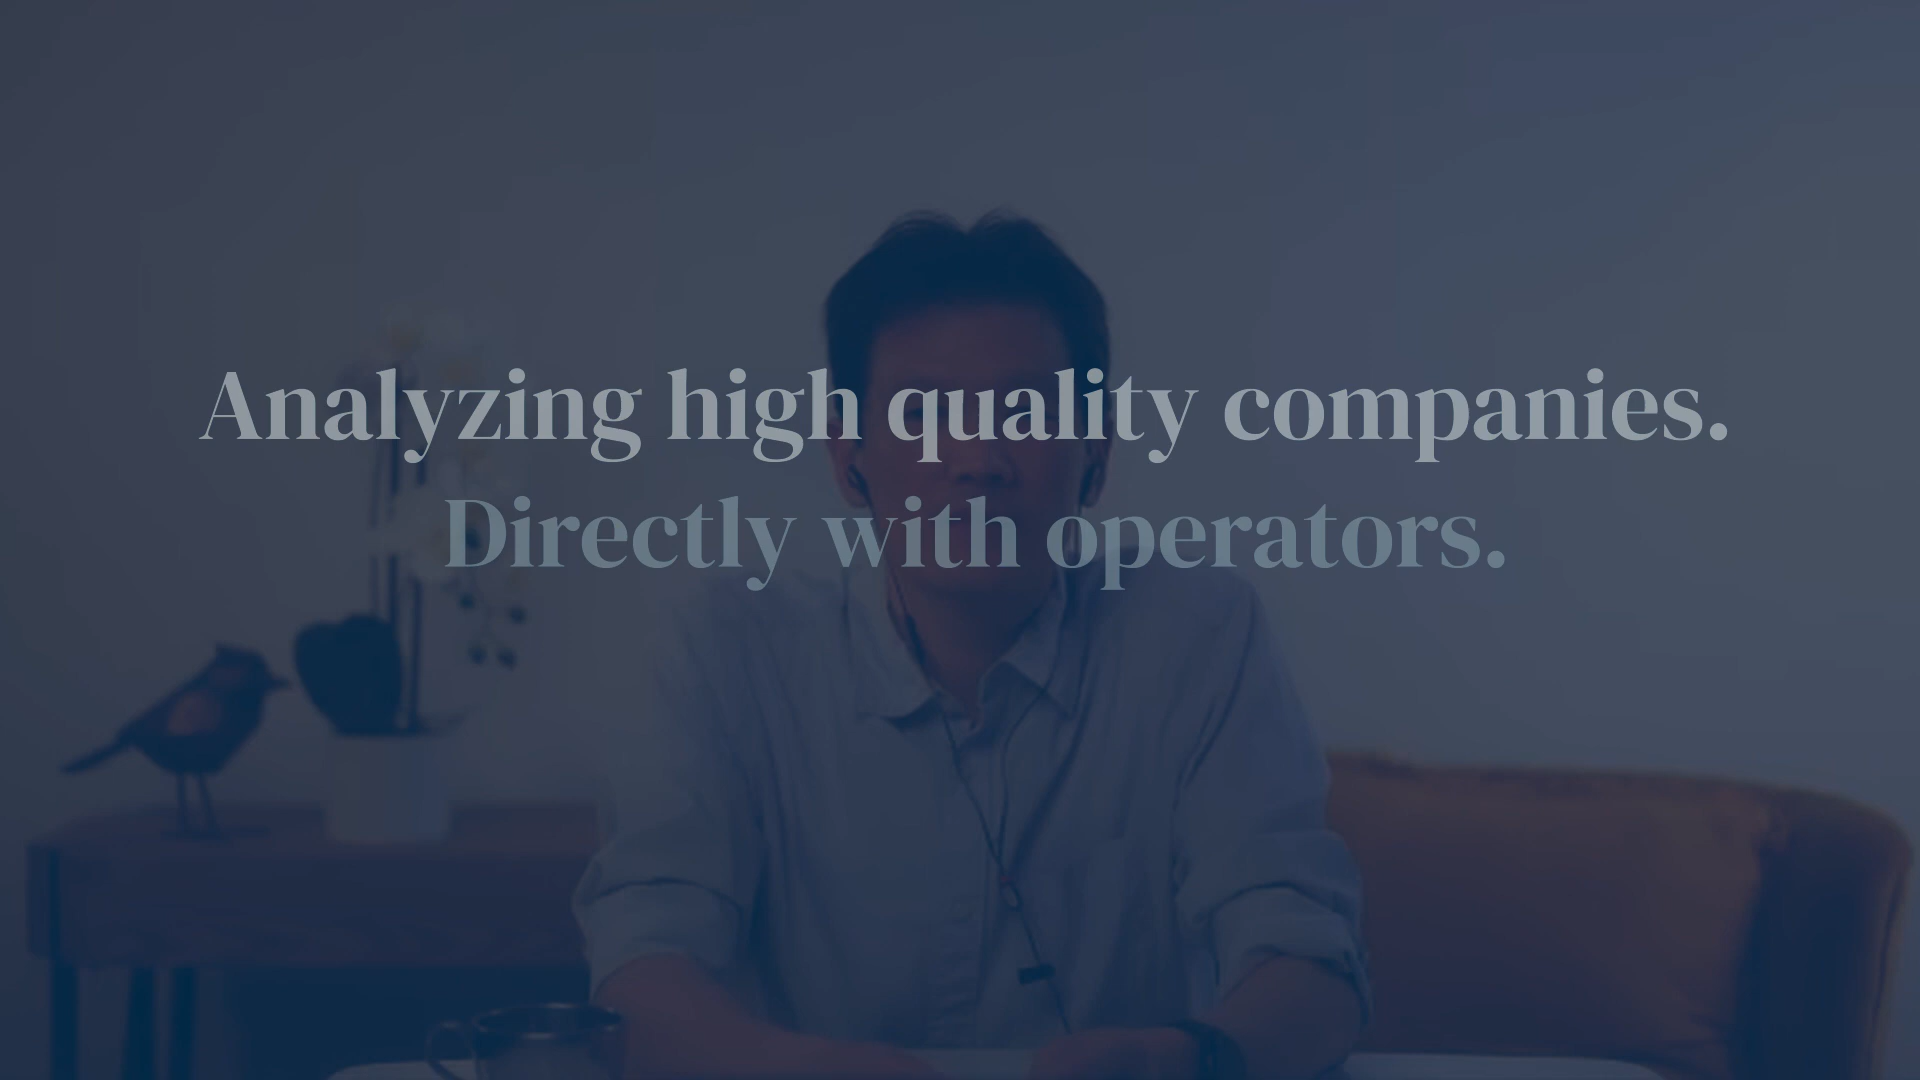 Analyzing high quality companies.
Directly with operators.